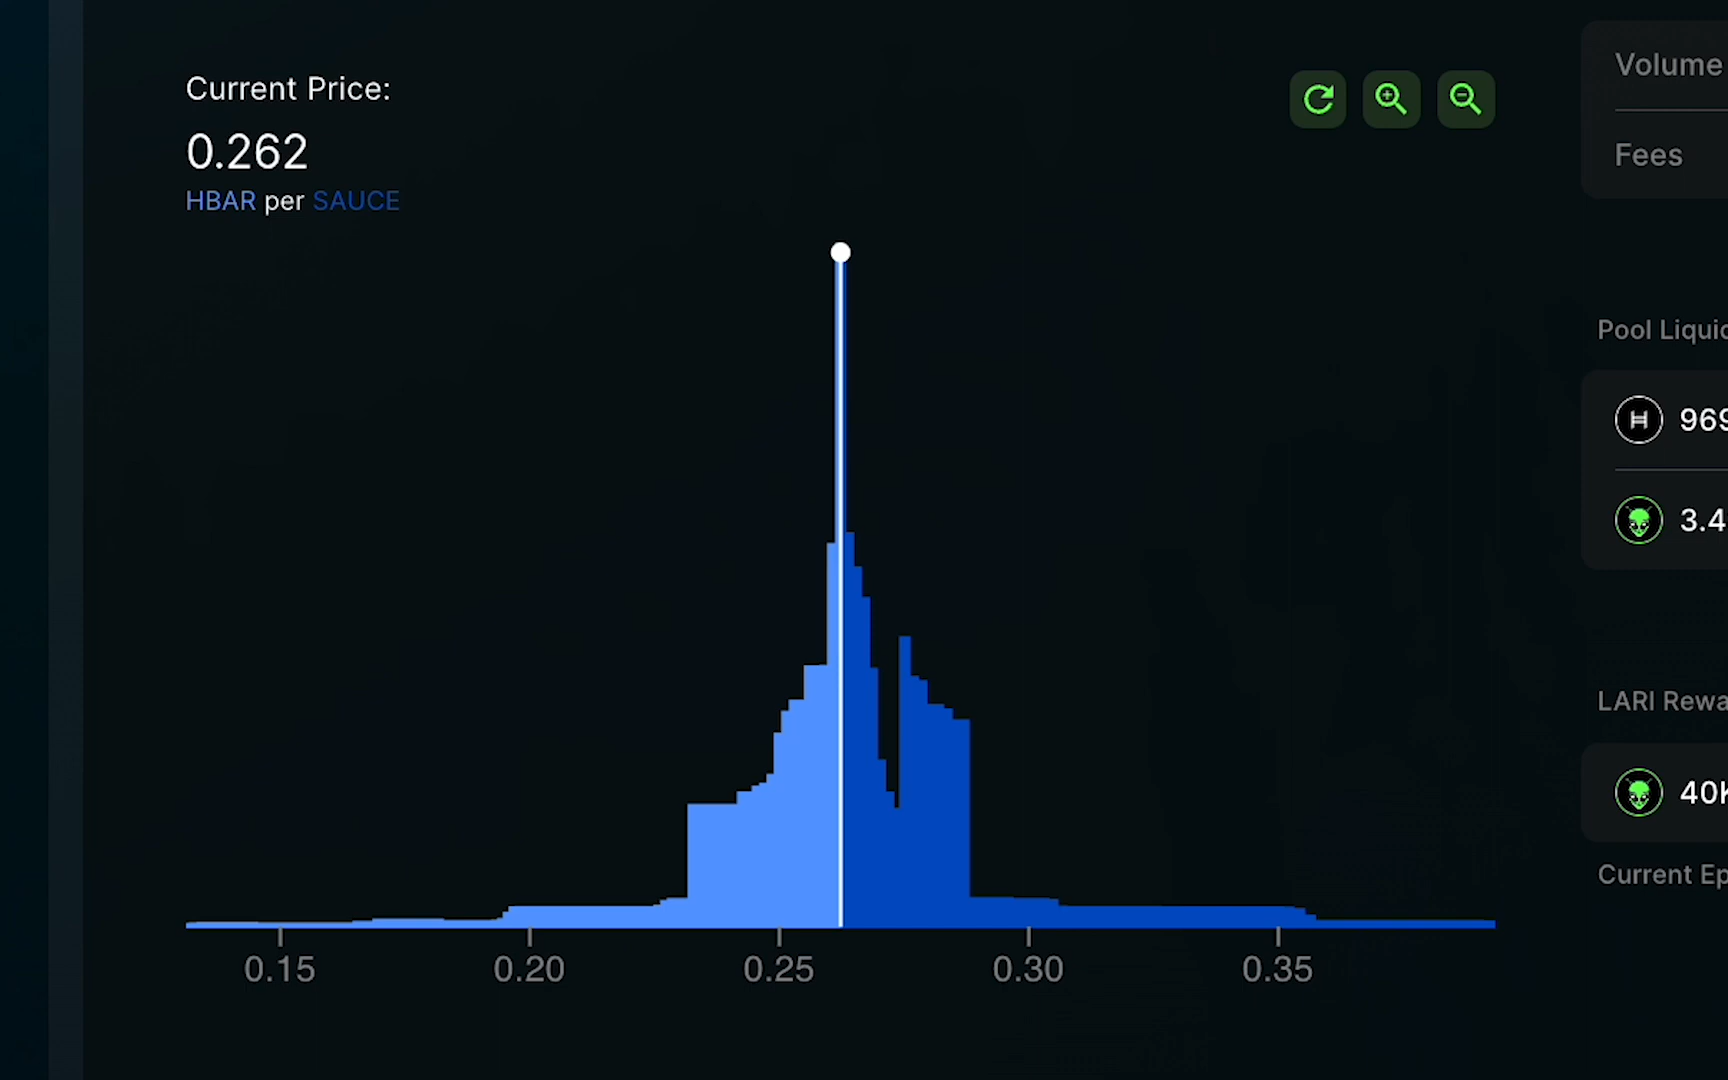 Current Price:
0.262
HBAR per SAUCE
0.15
0.20
0.25
0.30
0.35
Volume
Fees
Pool Liquid
969
3.4
LARI Rewa
40K
Current Ep